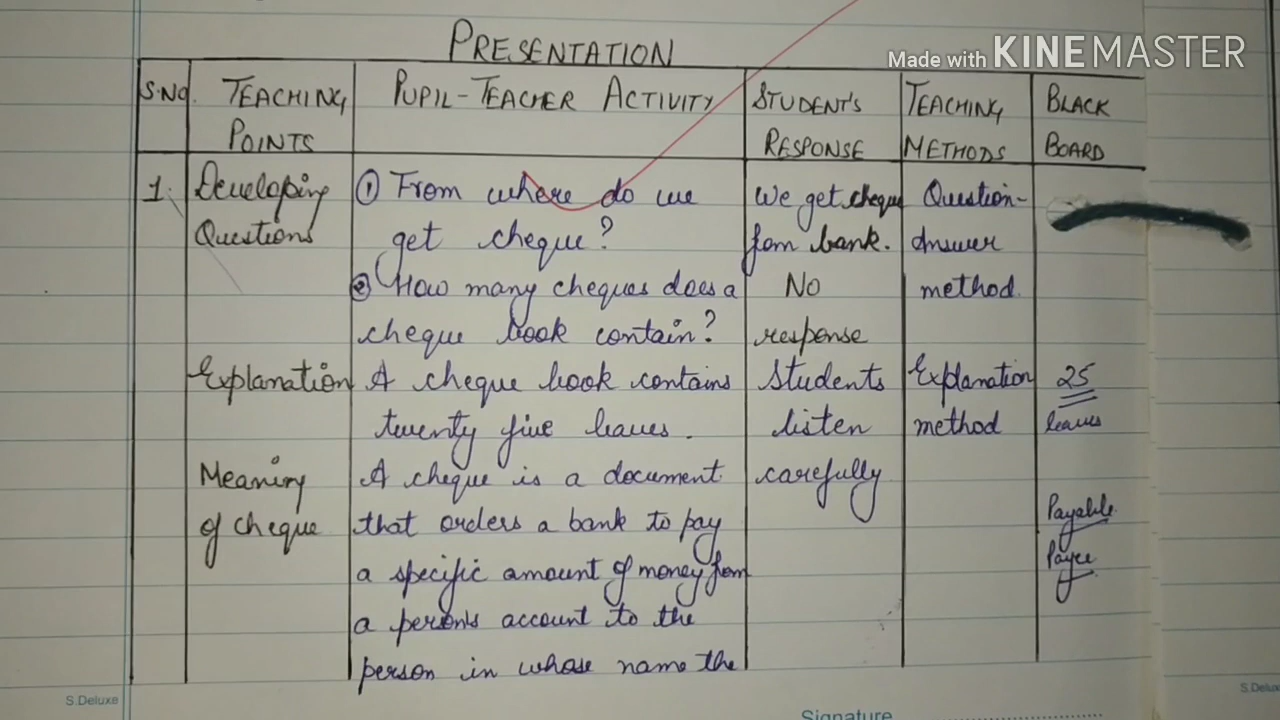 PRESENTATION
Made with KINEMASTER
S.No. TEACHING PUPIL-TEACHER ACTIVITY STUDENT'S TEACHING BLACK
POINTS RESPONSE METHODS BOARD
1. Developing ① From where do we We get cheque Question-
Questions get cheque? fom bank. Answer
② How many cheques does a No method.
cheque book contain? response
Explanation A cheque book contains Students Explanation 25
twenty five leaves. listen method leaves
Meaning A cheque is a document carefully
of cheque that orders a bank to pay Payable
a specific amount of money from Payee
a person's account to the
person in whose name the
S.Deluxe S.Deluxe
Signature